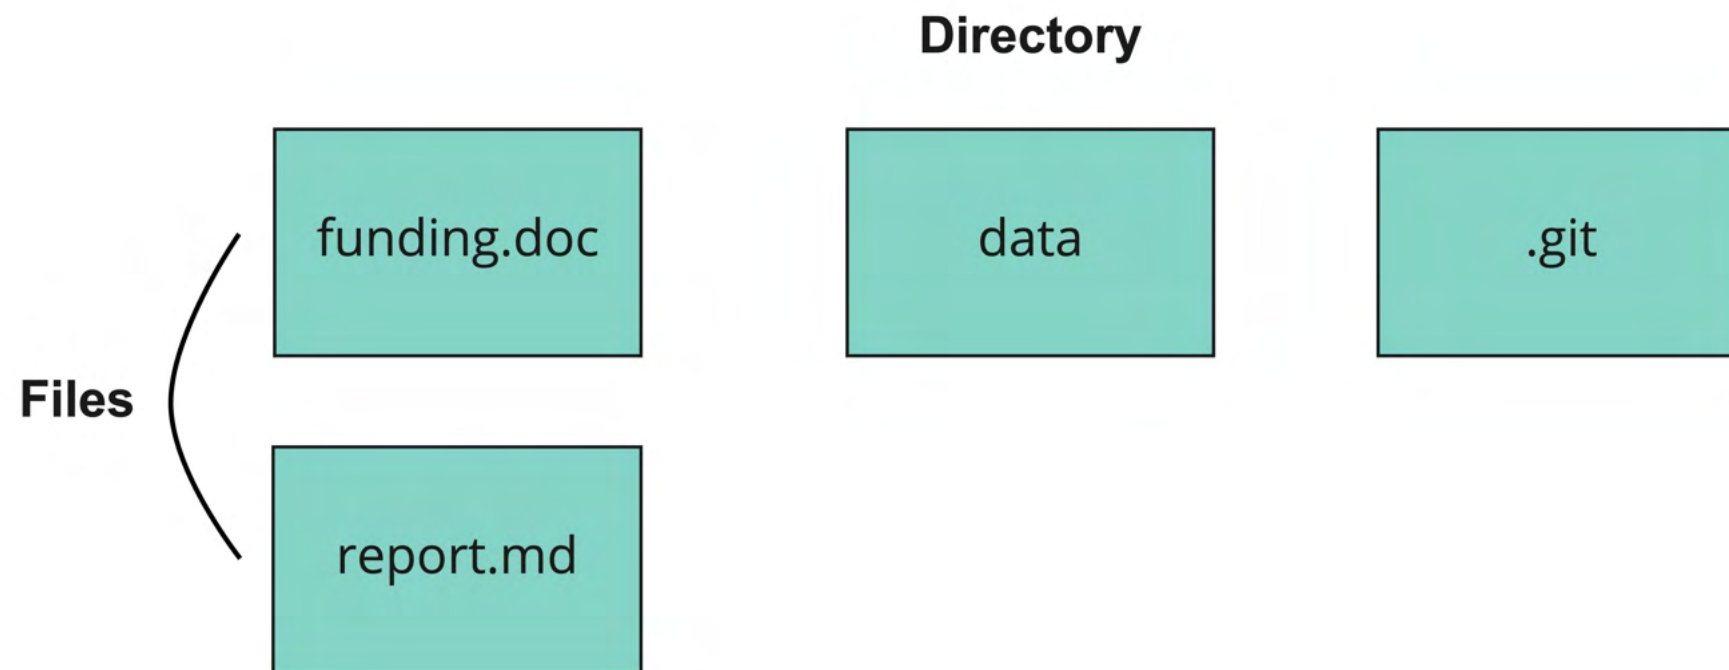 Directory
funding.doc
data
.git
Files
report.md